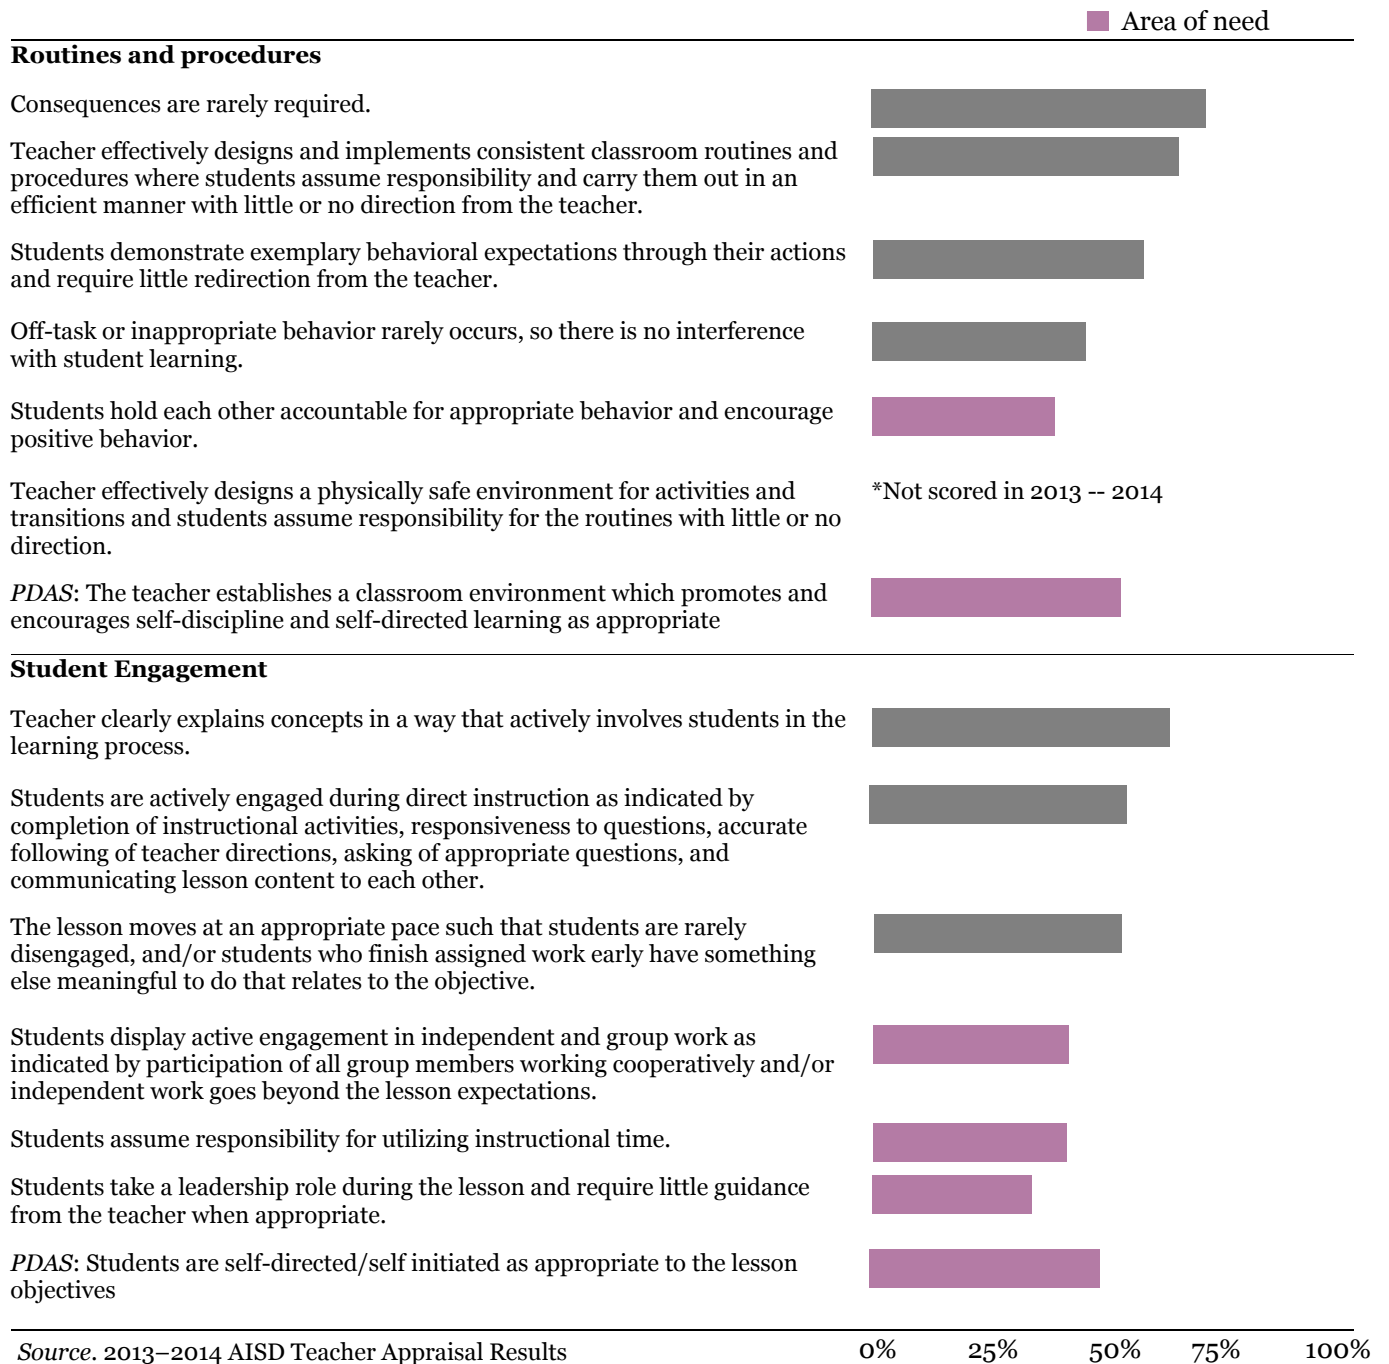 Area of need
Routines and procedures
Consequences are rarely required.
Teacher effectively designs and implements consistent classroom routines and
procedures where students assume responsibility and carry them out in an
efficient manner with little or no direction from the teacher.
Students demonstrate exemplary behavioral expectations through their actions
and require little redirection from the teacher.
Off-task or inappropriate behavior rarely occurs, so there is no interference
with student learning.
Students hold each other accountable for appropriate behavior and encourage
positive behavior.
Teacher effectively designs a physically safe environment for activities and
transitions and students assume responsibility for the routines with little or no
direction.
*Not scored in 2013 -- 2014
PDAS: The teacher establishes a classroom environment which promotes and
encourages self-discipline and self-directed learning as appropriate
Student Engagement
Teacher clearly explains concepts in a way that actively involves students in the
learning process.
Students are actively engaged during direct instruction as indicated by
completion of instructional activities, responsiveness to questions, accurate
following of teacher directions, asking of appropriate questions, and
communicating lesson content to each other.
The lesson moves at an appropriate pace such that students are rarely
disengaged, and/or students who finish assigned work early have something
else meaningful to do that relates to the objective.
Students display active engagement in independent and group work as
indicated by participation of all group members working cooperatively and/or
independent work goes beyond the lesson expectations.
Students assume responsibility for utilizing instructional time.
Students take a leadership role during the lesson and require little guidance
from the teacher when appropriate.
PDAS: Students are self-directed/self initiated as appropriate to the lesson
objectives
Source. 2013–2014 AISD Teacher Appraisal Results
0% 25% 50% 75% 100%